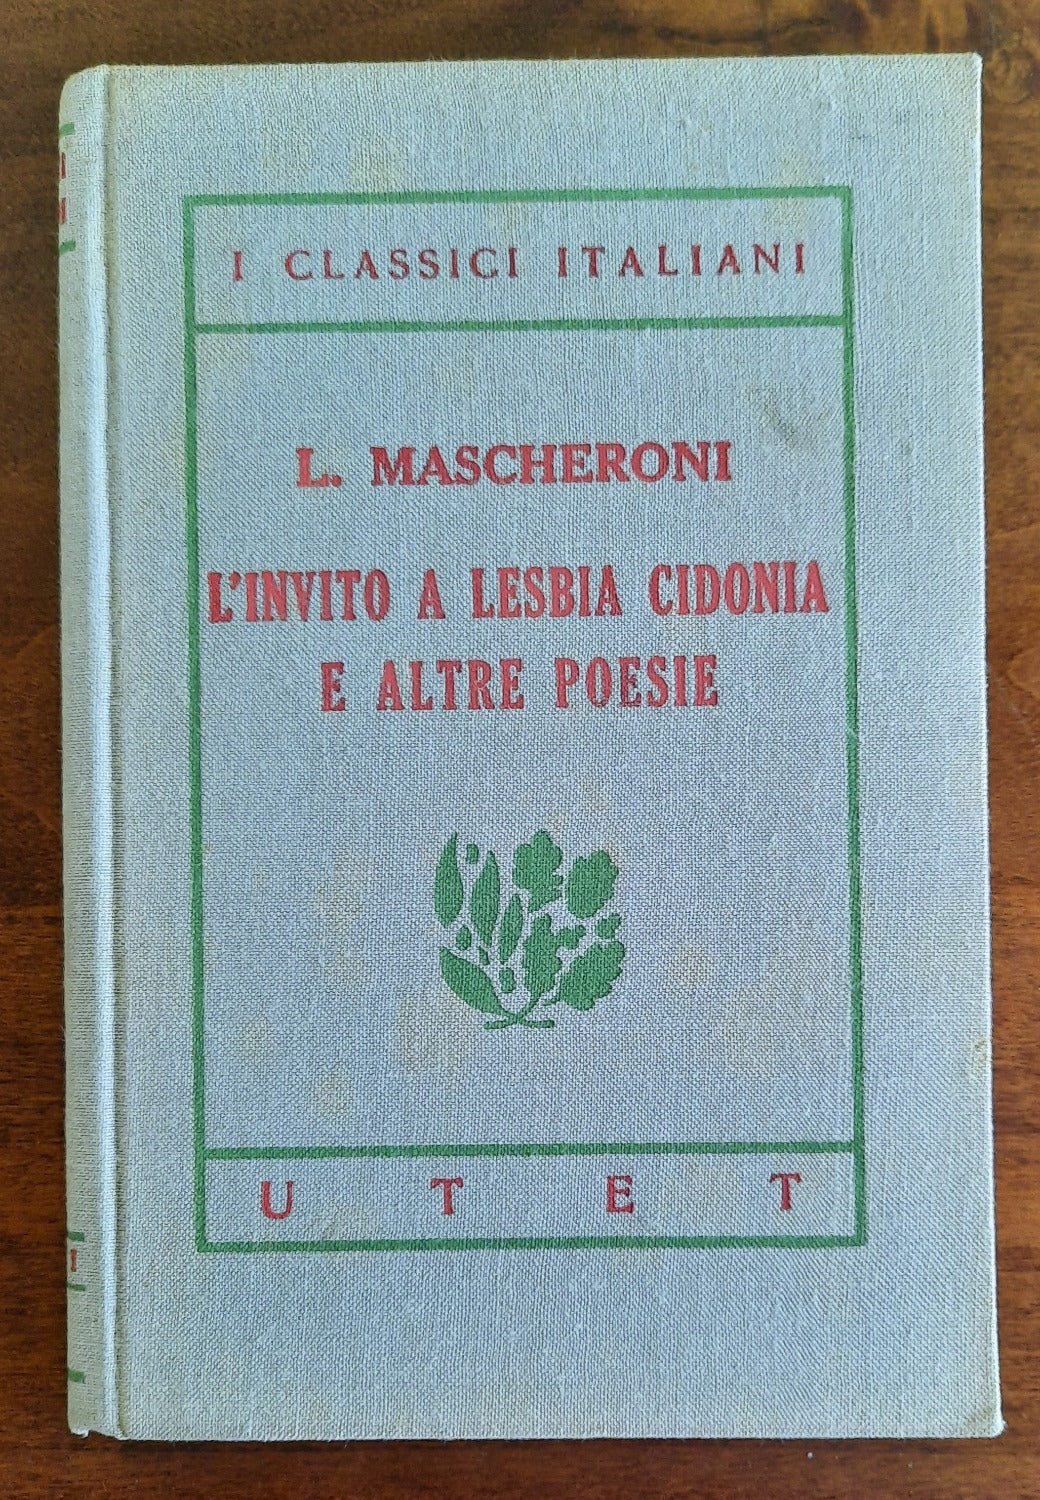 I CLASSICI ITALIANI
L. MASCHERONI
L'INVITO A LESBIA CIDONIA
E ALTRE POESIE
U T E T